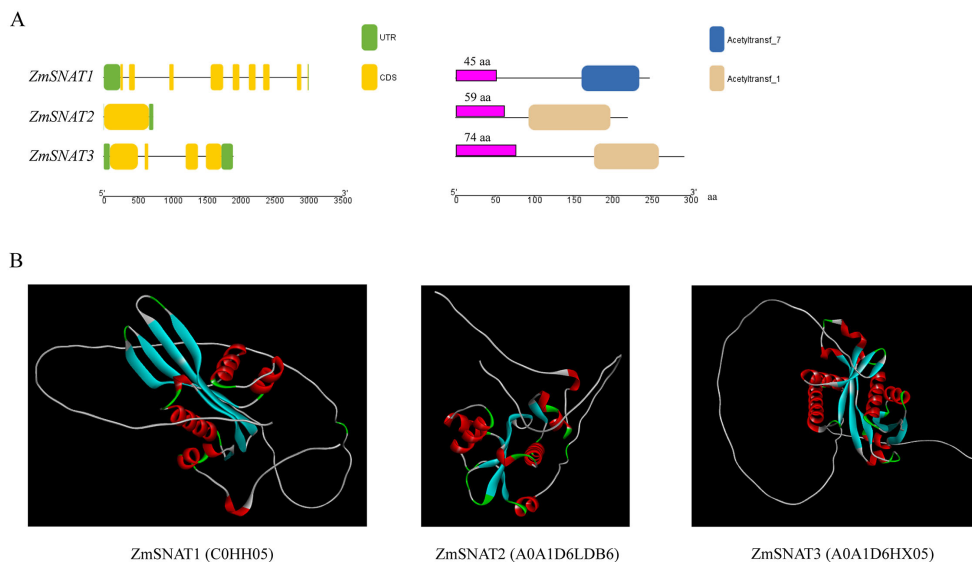 A
UTR
CDS
ZmSNAT1
ZmSNAT2
ZmSNAT3
5' 3'
0 500 1000 1500 2000 2500 3000 3500
45 aa
59 aa
74 aa
5' 3'
0 50 100 150 200 250 300 aa
Acetyltransf_7
Acetyltransf_1
B
ZmSNAT1 (C0HH05)
ZmSNAT2 (A0A1D6LDB6)
ZmSNAT3 (A0A1D6HX05)